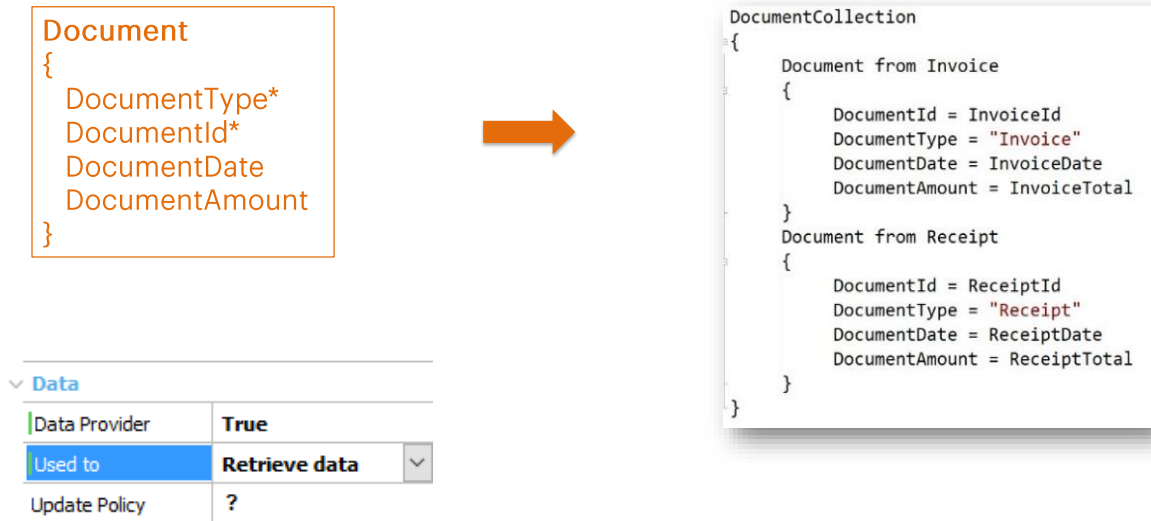 Document
{
DocumentType*
DocumentId*
DocumentDate
DocumentAmount
}
DocumentCollection
{
Document from Invoice
{
DocumentId = InvoiceId
DocumentType = "Invoice"
DocumentDate = InvoiceDate
DocumentAmount = InvoiceTotal
}
Document from Receipt
{
DocumentId = ReceiptId
DocumentType = "Receipt"
DocumentDate = ReceiptDate
DocumentAmount = ReceiptTotal
}
}
Data
Data Provider True
Used to Retrieve data
Update Policy ?